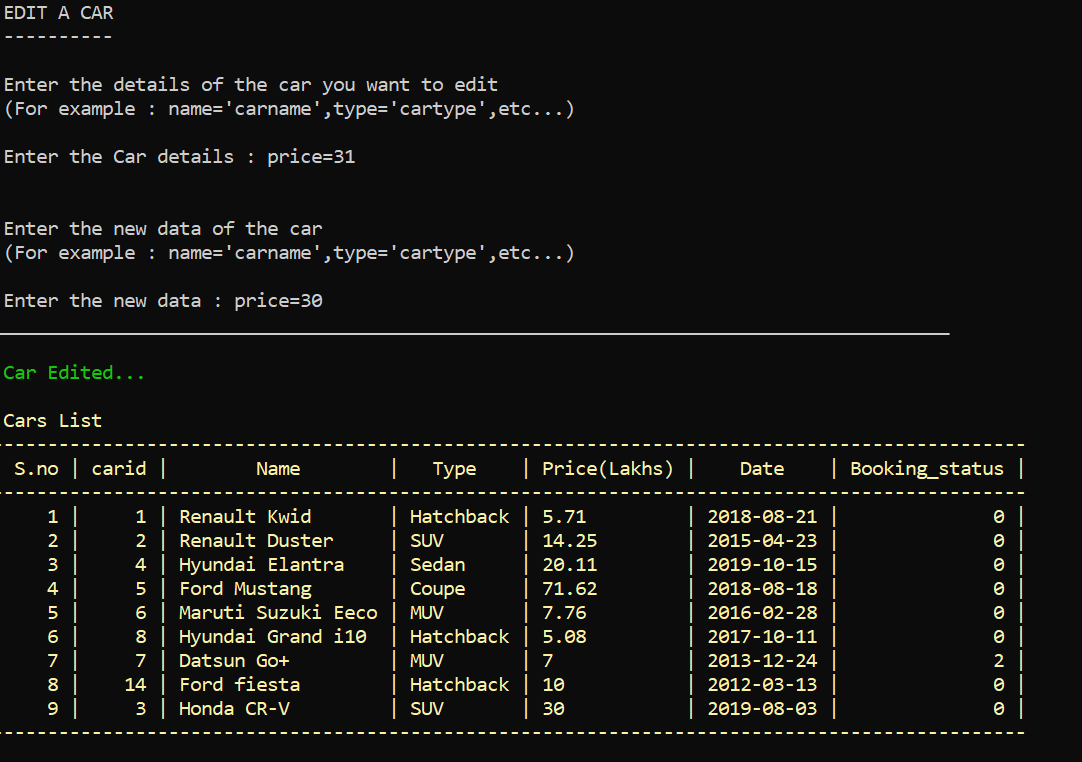 EDIT A CAR
----------
Enter the details of the car you want to edit
(For example : name='carname',type='cartype',etc...)
Enter the Car details : price=31
Enter the new data of the car
(For example : name='carname',type='cartype',etc...)
Enter the new data : price=30
Car Edited...
Cars List
S.no | carid | Name | Type | Price(Lakhs) | Date | Booking_status |
1 | 1 | Renault Kwid | Hatchback | 5.71 | 2018-08-21 | 0 |
2 | 2 | Renault Duster | SUV | 14.25 | 2015-04-23 | 0 |
3 | 4 | Hyundai Elantra | Sedan | 20.11 | 2019-10-15 | 0 |
4 | 5 | Ford Mustang | Coupe | 71.62 | 2018-08-18 | 0 |
5 | 6 | Maruti Suzuki Eeco | MUV | 7.76 | 2016-02-28 | 0 |
6 | 8 | Hyundai Grand i10 | Hatchback | 5.08 | 2017-10-11 | 0 |
7 | 7 | Datsun Go+ | MUV | 7 | 2013-12-24 | 2 |
8 | 14 | Ford fiesta | Hatchback | 10 | 2012-03-13 | 0 |
9 | 3 | Honda CR-V | SUV | 30 | 2019-08-03 | 0 |